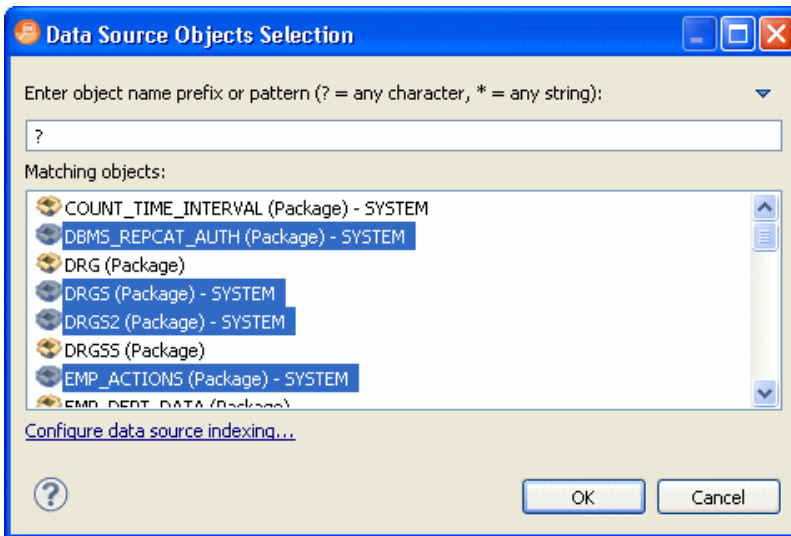 Data Source Objects Selection
Enter object name prefix or pattern (? = any character, * = any string):
?
Matching objects:
COUNT_TIME_INTERVAL (Package) - SYSTEM
DBMS_REPCAT_AUTH (Package) - SYSTEM
DRG (Package)
DRGS (Package) - SYSTEM
DRGS2 (Package) - SYSTEM
DRGSS (Package)
EMP_ACTIONS (Package) - SYSTEM
EMP_DEPT_DATA (Package)
Configure data source indexing...
?
OK Cancel